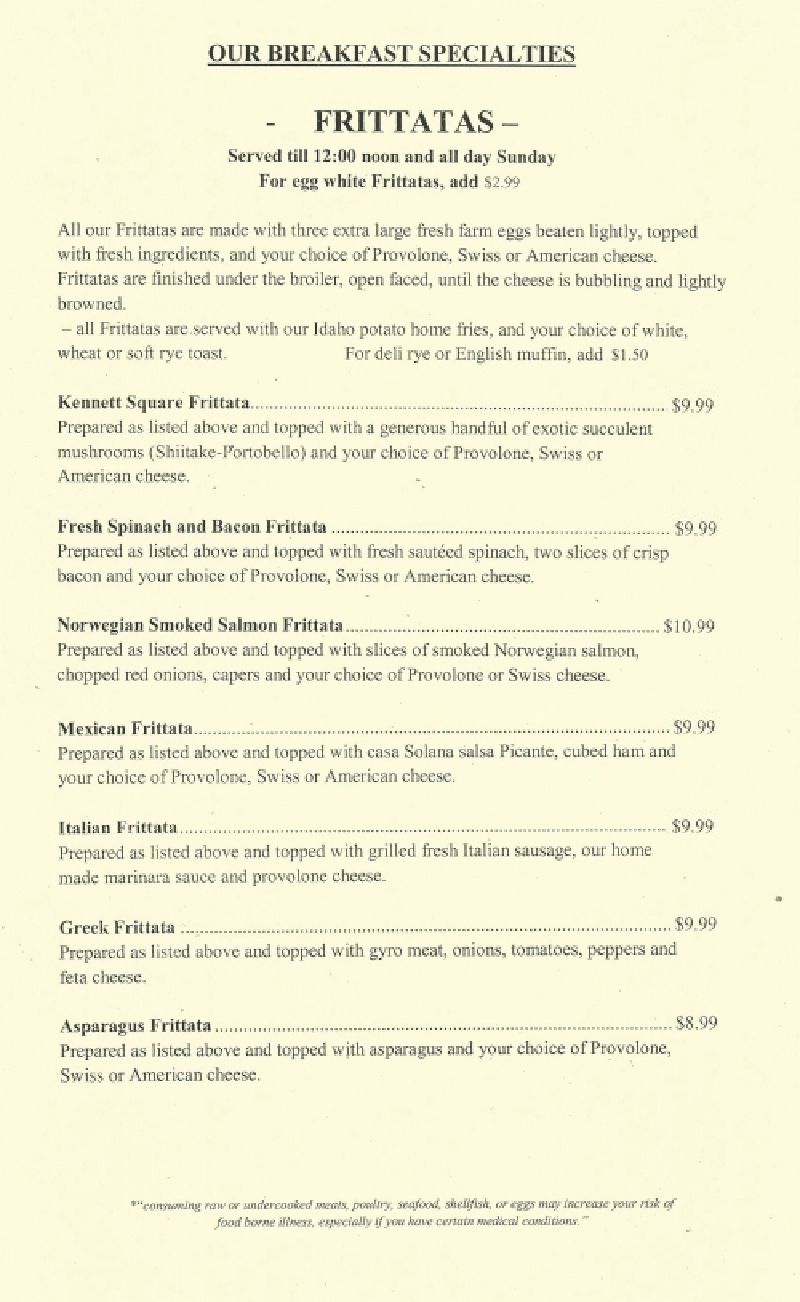 OUR BREAKFAST SPECIALTIES
- FRITTATAS –
Served till 12:00 noon and all day Sunday
For egg white Frittatas, add $2.99
All our Frittatas are made with three extra large fresh farm eggs beaten lightly, topped
with fresh ingredients, and your choice of Provolone, Swiss or American cheese.
Frittatas are finished under the broiler, open faced, until the cheese is bubbling and lightly
browned.
– all Frittatas are served with our Idaho potato home fries, and your choice of white,
wheat or soft rye toast. For deli rye or English muffin, add $1.50
Kennett Square Frittata........................ $9.99
Prepared as listed above and topped with a generous handful of exotic succulent
mushrooms (Shiitake-Portobello) and your choice of Provolone, Swiss or
American cheese.
Fresh Spinach and Bacon Frittata ........................ $9.99
Prepared as listed above and topped with fresh sautéed spinach, two slices of crisp
bacon and your choice of Provolone, Swiss or American cheese.
Norwegian Smoked Salmon Frittata........................ $10.99
Prepared as listed above and topped with slices of smoked Norwegian salmon,
chopped red onions, capers and your choice of Provolone or Swiss cheese.
Mexican Frittata........................ $9.99
Prepared as listed above and topped with casa Solana salsa Picante, cubed ham and
your choice of Provolone, Swiss or American cheese.
Italian Frittata........................ $9.99
Prepared as listed above and topped with grilled fresh Italian sausage, our home
made marinara sauce and provolone cheese.
Greek Frittata ........................ $9.99
Prepared as listed above and topped with gyro meat, onions, tomatoes, peppers and
feta cheese.
Asparagus Frittata ........................ $8.99
Prepared as listed above and topped with asparagus and your choice of Provolone,
Swiss or American cheese.
*"consuming raw or undercooked meats, poultry, seafood, shellfish, or eggs may increase your risk of
food borne illness, especially if you have certain medical conditions."